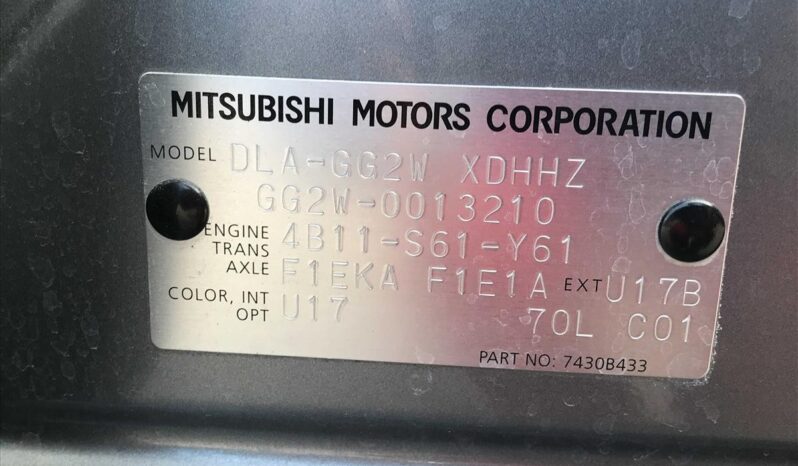 MITSUBISHI MOTORS CORPORATION
MODEL DLA-GG2W XDHHZ
GG2W-0013210
ENGINE 4B11-S61-Y61
TRANS AXLE F1EKA F1E1A EXT U17B
COLOR, INT OPT U17 70L C01
PART NO: 7430B433